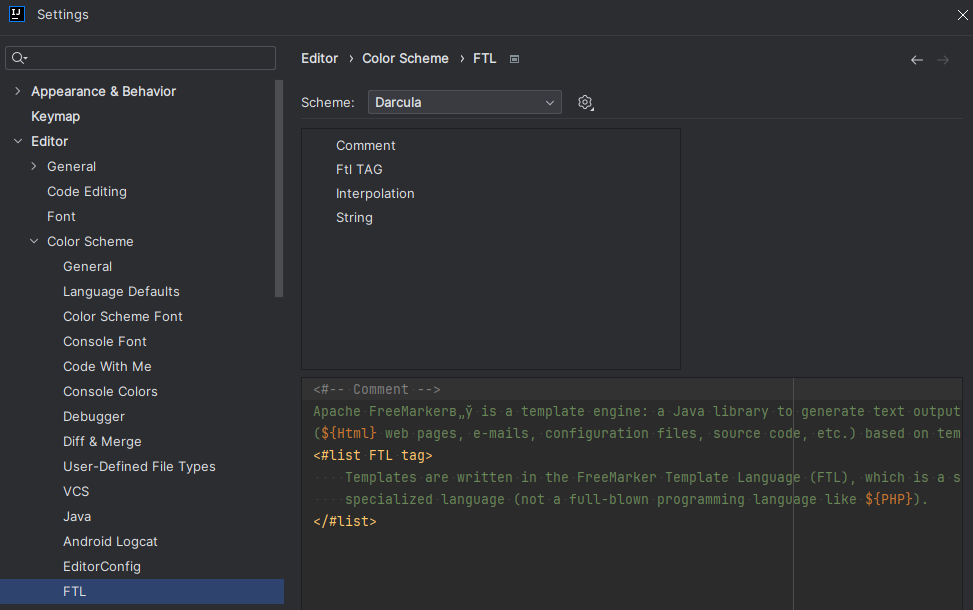 Settings
Editor › Color Scheme › FTL
Appearance & Behavior
Keymap
Editor
General
Code Editing
Font
Color Scheme
General
Language Defaults
Color Scheme Font
Console Font
Code With Me
Console Colors
Debugger
Diff & Merge
User-Defined File Types
VCS
Java
Android Logcat
EditorConfig
FTL
Scheme: Darcula
Comment
Ftl TAG
Interpolation
String
<#-- Comment -->
Apache FreeMarkerв„ў is a template engine: a Java library to generate text output
(${Html} web pages, e-mails, configuration files, source code, etc.) based on tem
<#list FTL tag>
Templates are written in the FreeMarker Template Language (FTL), which is a s
specialized language (not a full-blown programming language like ${PHP}).
</#list>